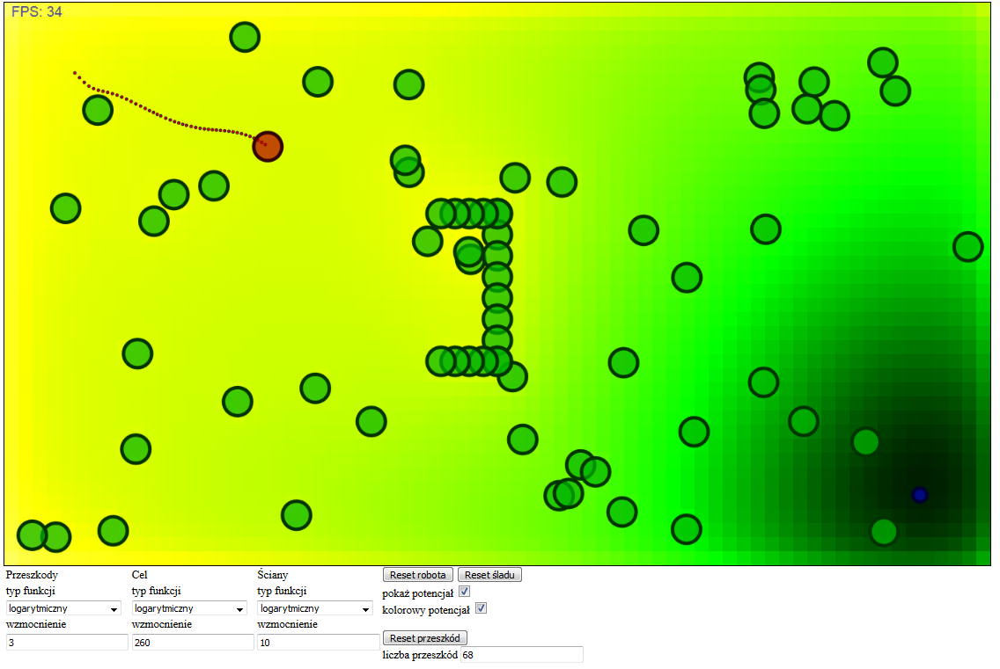 FPS: 34
Przeszkody
typ funkcji
logarytmiczny
wzmocnienie
3
Cel
typ funkcji
logarytmiczny
wzmocnienie
260
Ściany
typ funkcji
logarytmiczny
wzmocnienie
10
Reset robota Reset śladu
pokaż potencjał
kolorowy potencjał
Reset przeszkód
liczba przeszkód 68